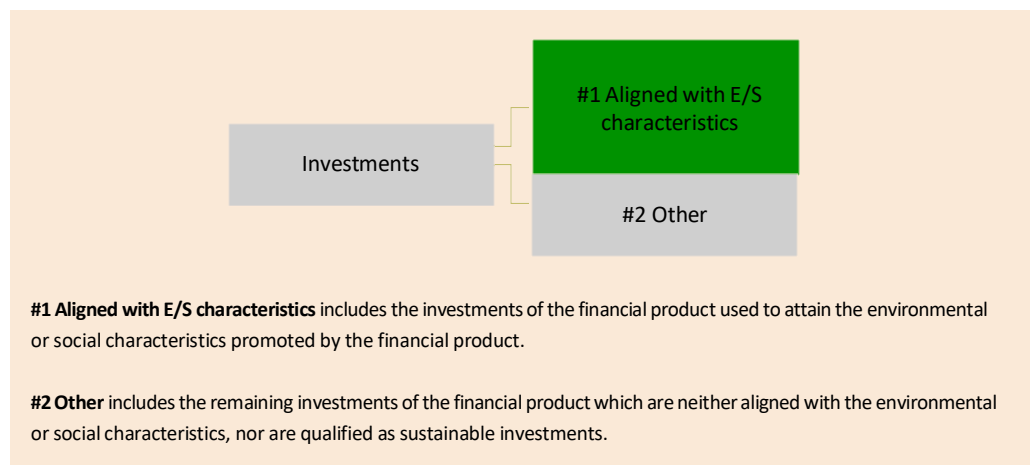 #1 Aligned with E/S
characteristics
Investments
#2 Other
#1 Aligned with E/S characteristics includes the investments of the financial product used to attain the environmental
or social characteristics promoted by the financial product.
#2 Other includes the remaining investments of the financial product which are neither aligned with the environmental
or social characteristics, nor are qualified as sustainable investments.